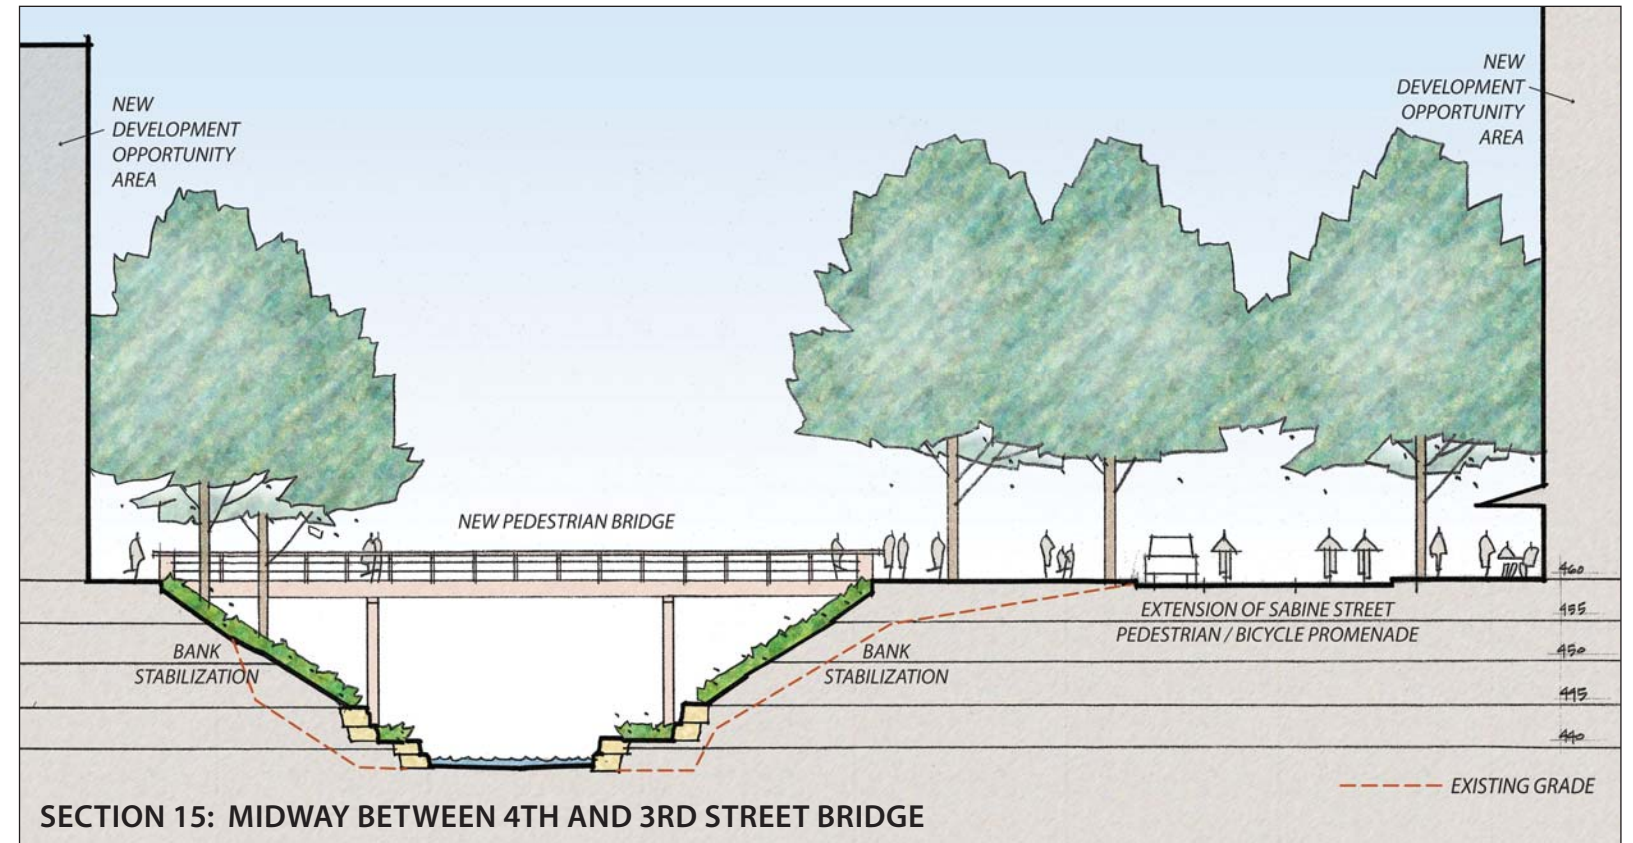 NEW
DEVELOPMENT
OPPORTUNITY
AREA
NEW
DEVELOPMENT
OPPORTUNITY
AREA
NEW PEDESTRIAN BRIDGE
460
EXTENSION OF SABINE STREET
PEDESTRIAN / BICYCLE PROMENADE
455
BANK
STABILIZATION
BANK
STABILIZATION
450
445
440
EXISTING GRADE
SECTION 15: MIDWAY BETWEEN 4TH AND 3RD STREET BRIDGE